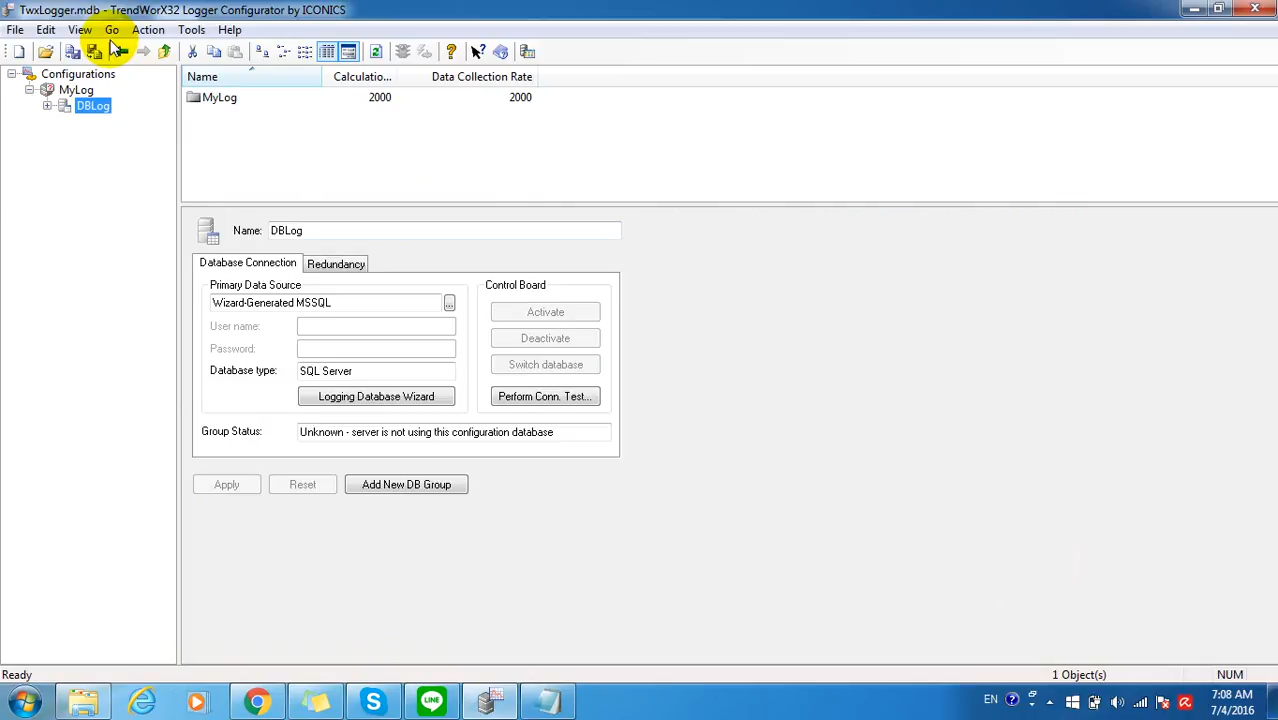 TwxLogger.mdb - TrendWorX32 Logger Configurator by ICONICS
File Edit View Go Action Tools Help
Configurations
MyLog
DBLog
Name Calculatio... Data Collection Rate
MyLog 2000 2000
Name: DBLog
Database Connection Redundancy
Primary Data Source
Wizard-Generated MSSQL ...
User name:
Password:
Database type: SQL Server
Logging Database Wizard
Control Board
Activate
Deactivate
Switch database
Perform Conn. Test...
Group Status: Unknown - server is not using this configuration database
Apply Reset Add New DB Group
Ready 1 Object(s) NUM
EN 7:08 AM
7/4/2016